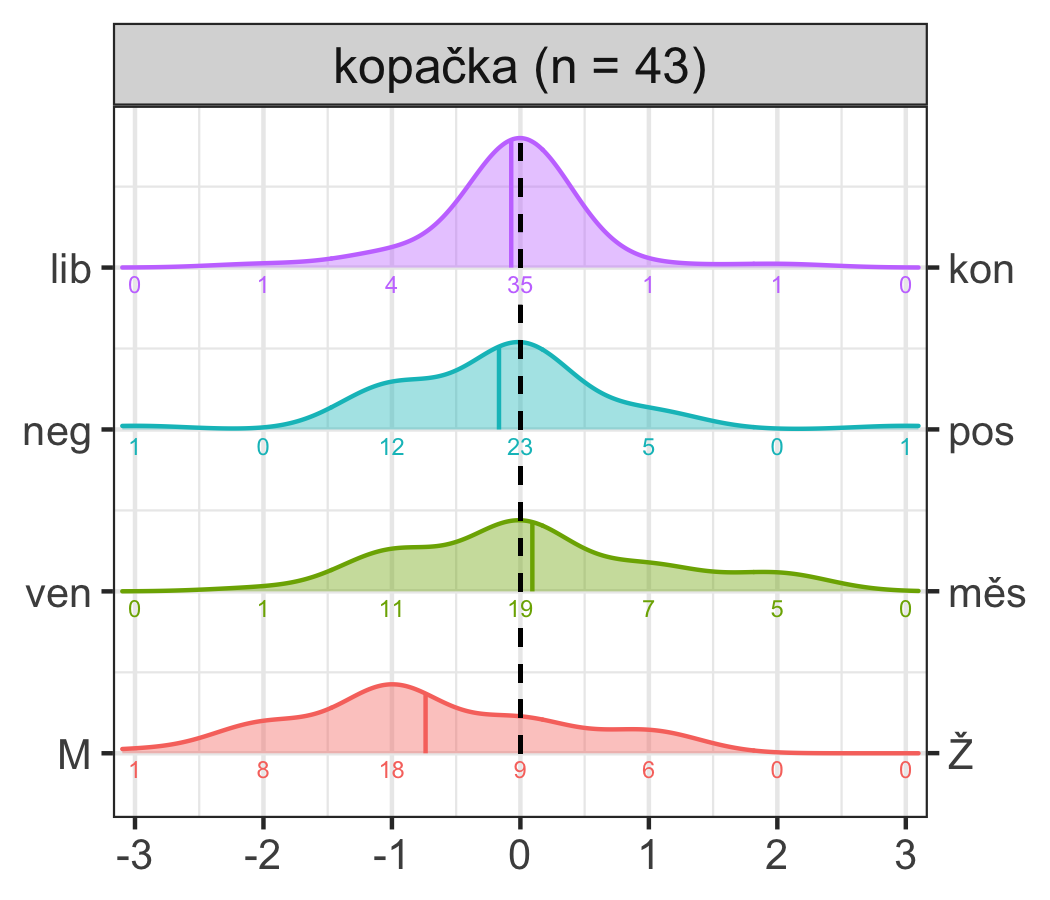 kopačka (n = 43)
lib kon
0 1 4 35 1 1 0
neg pos
1 0 12 23 5 0 1
ven měs
0 1 11 19 7 5 0
M Ž
1 8 18 9 6 0 0
-3 -2 -1 0 1 2 3